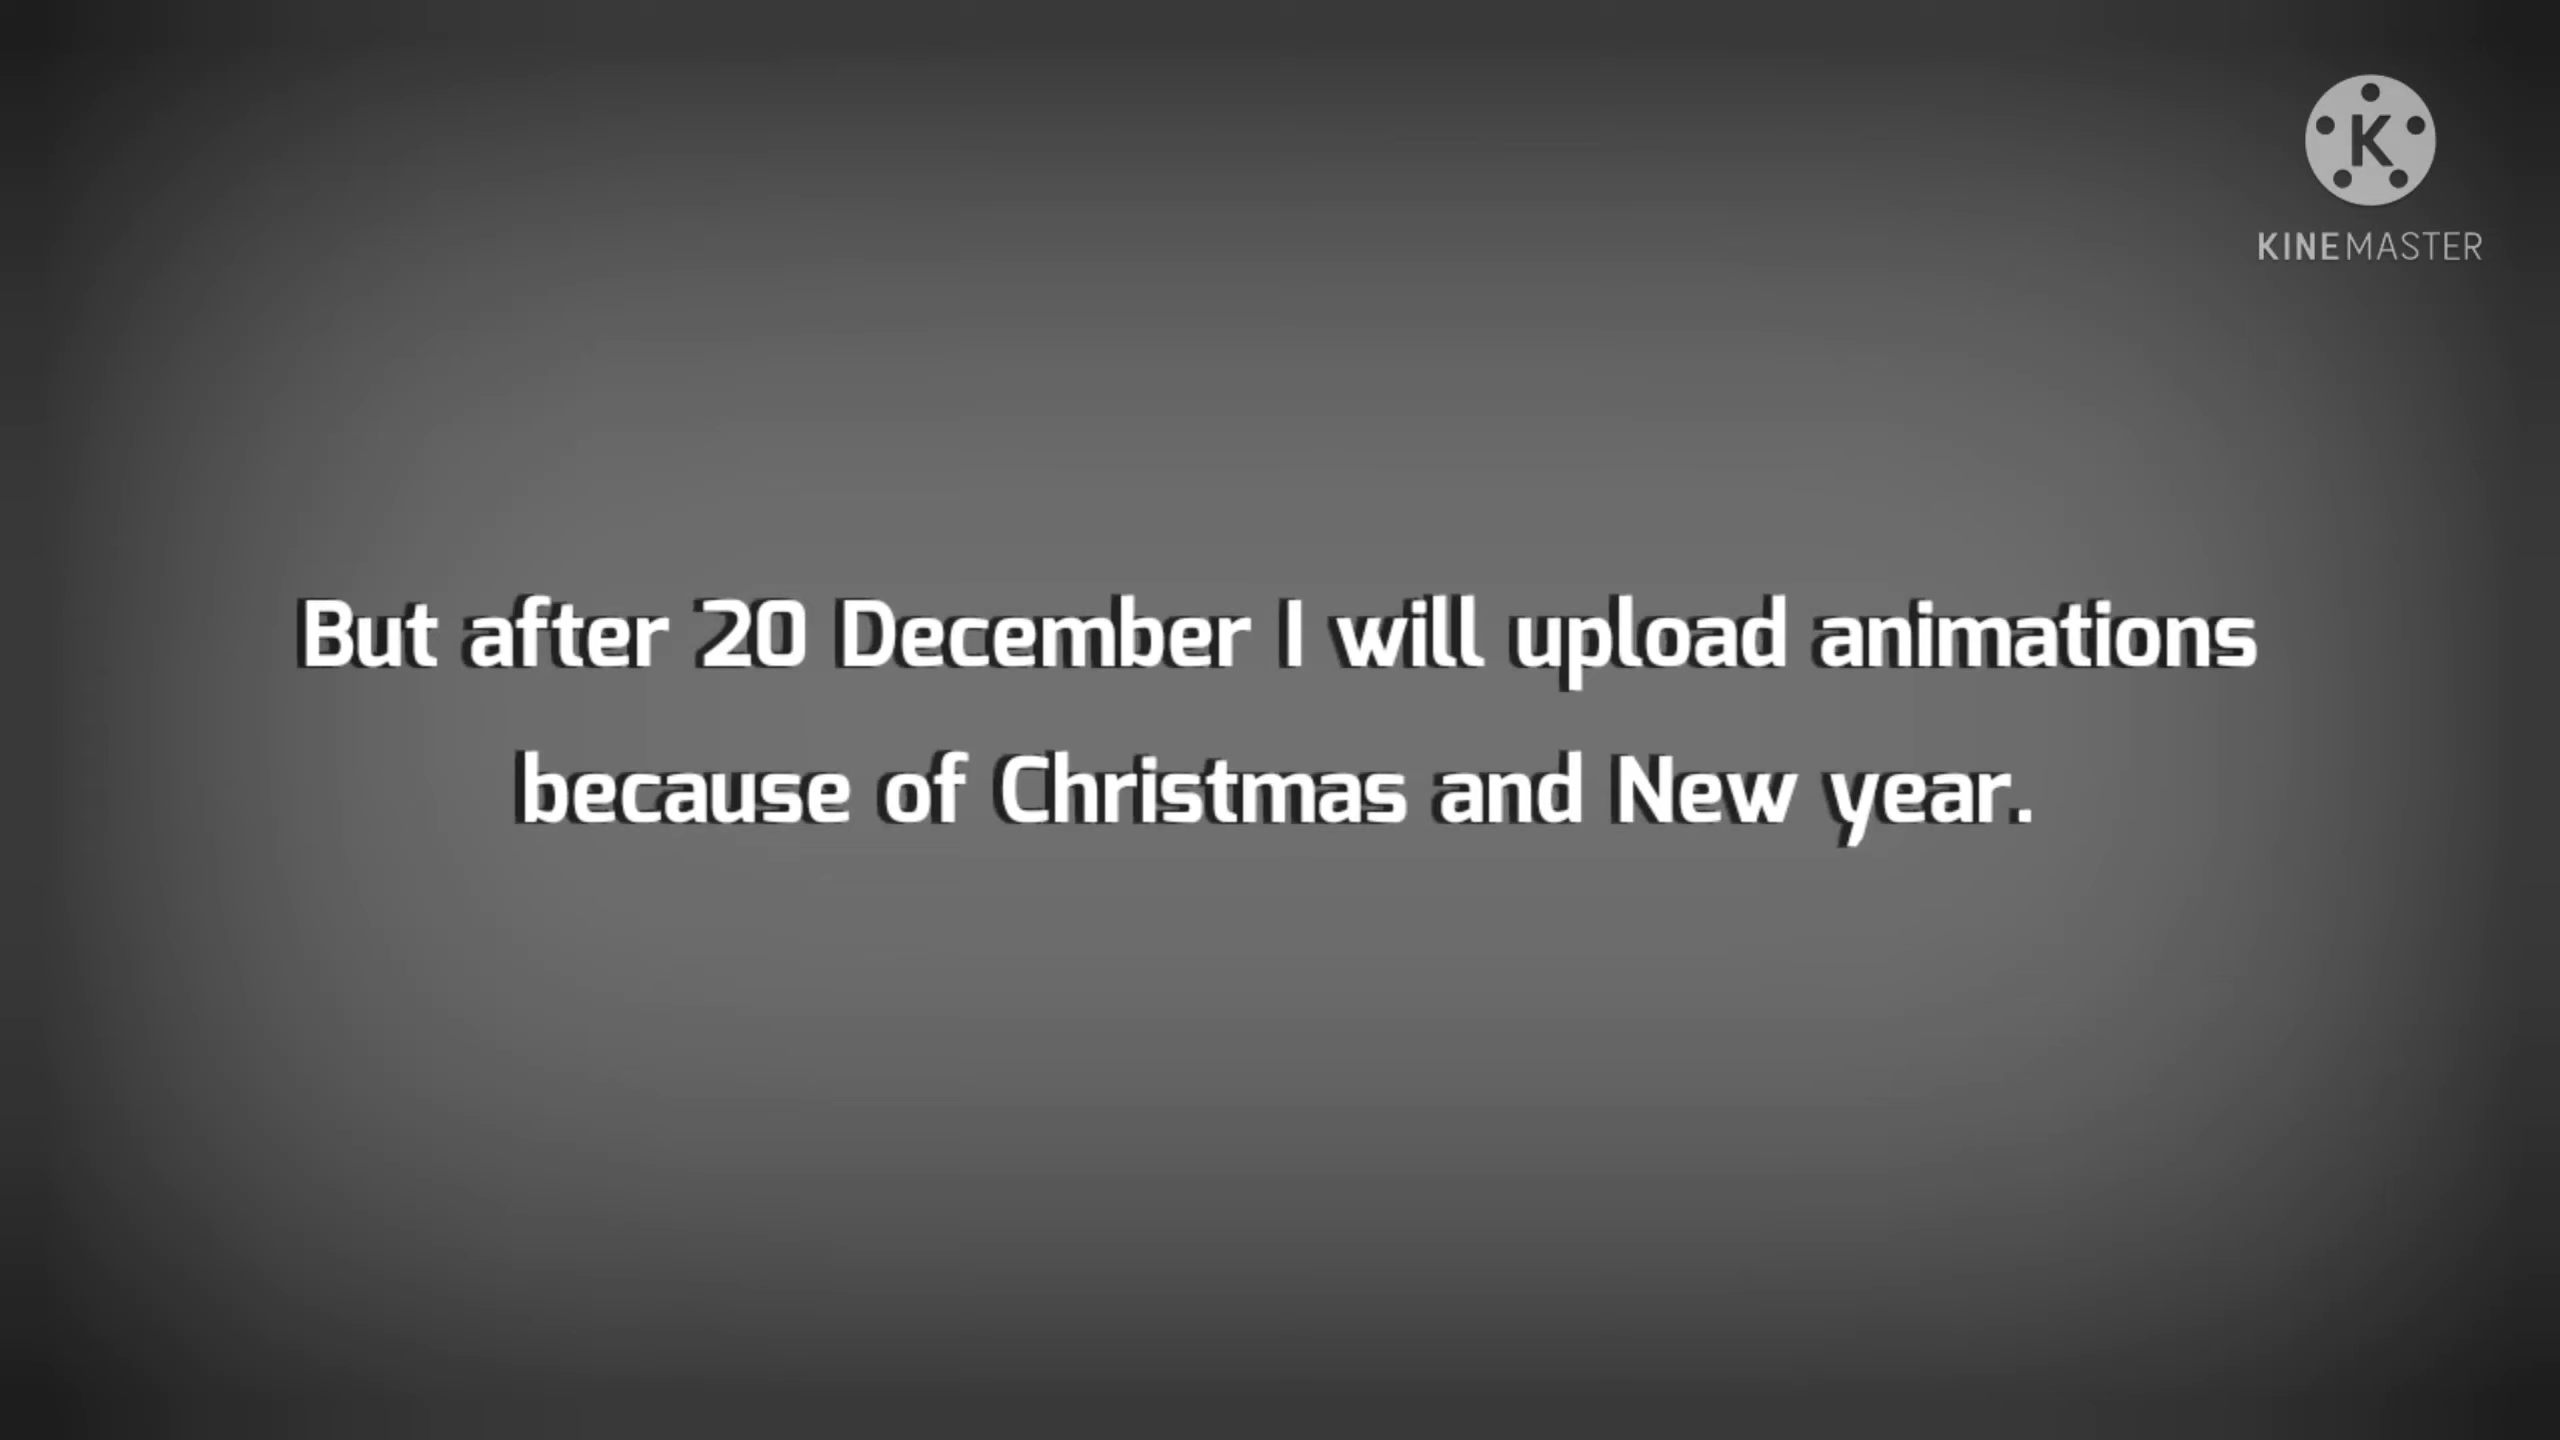 K
KINEMASTER
But after 20 December I will upload animations
because of Christmas and New year.